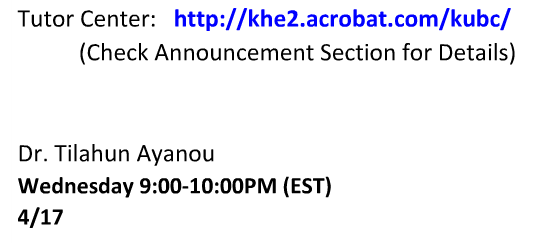 Tutor Center: http://khe2.acrobat.com/kubc/
(Check Announcement Section for Details)
Dr. Tilahun Ayanou
Wednesday 9:00-10:00PM (EST)
4/17